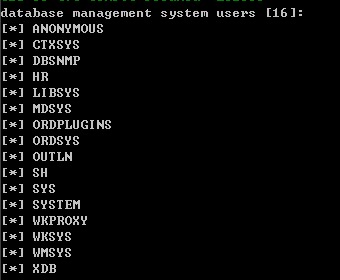 database management system users [16]:
[*] ANONYMOUS
[*] CTXSYS
[*] DBSNMP
[*] HR
[*] LIBSYS
[*] MDSYS
[*] ORDPLUGINS
[*] ORDSYS
[*] OUTLN
[*] SH
[*] SYS
[*] SYSTEM
[*] WKPROXY
[*] WKSYS
[*] WMSYS
[*] XDB